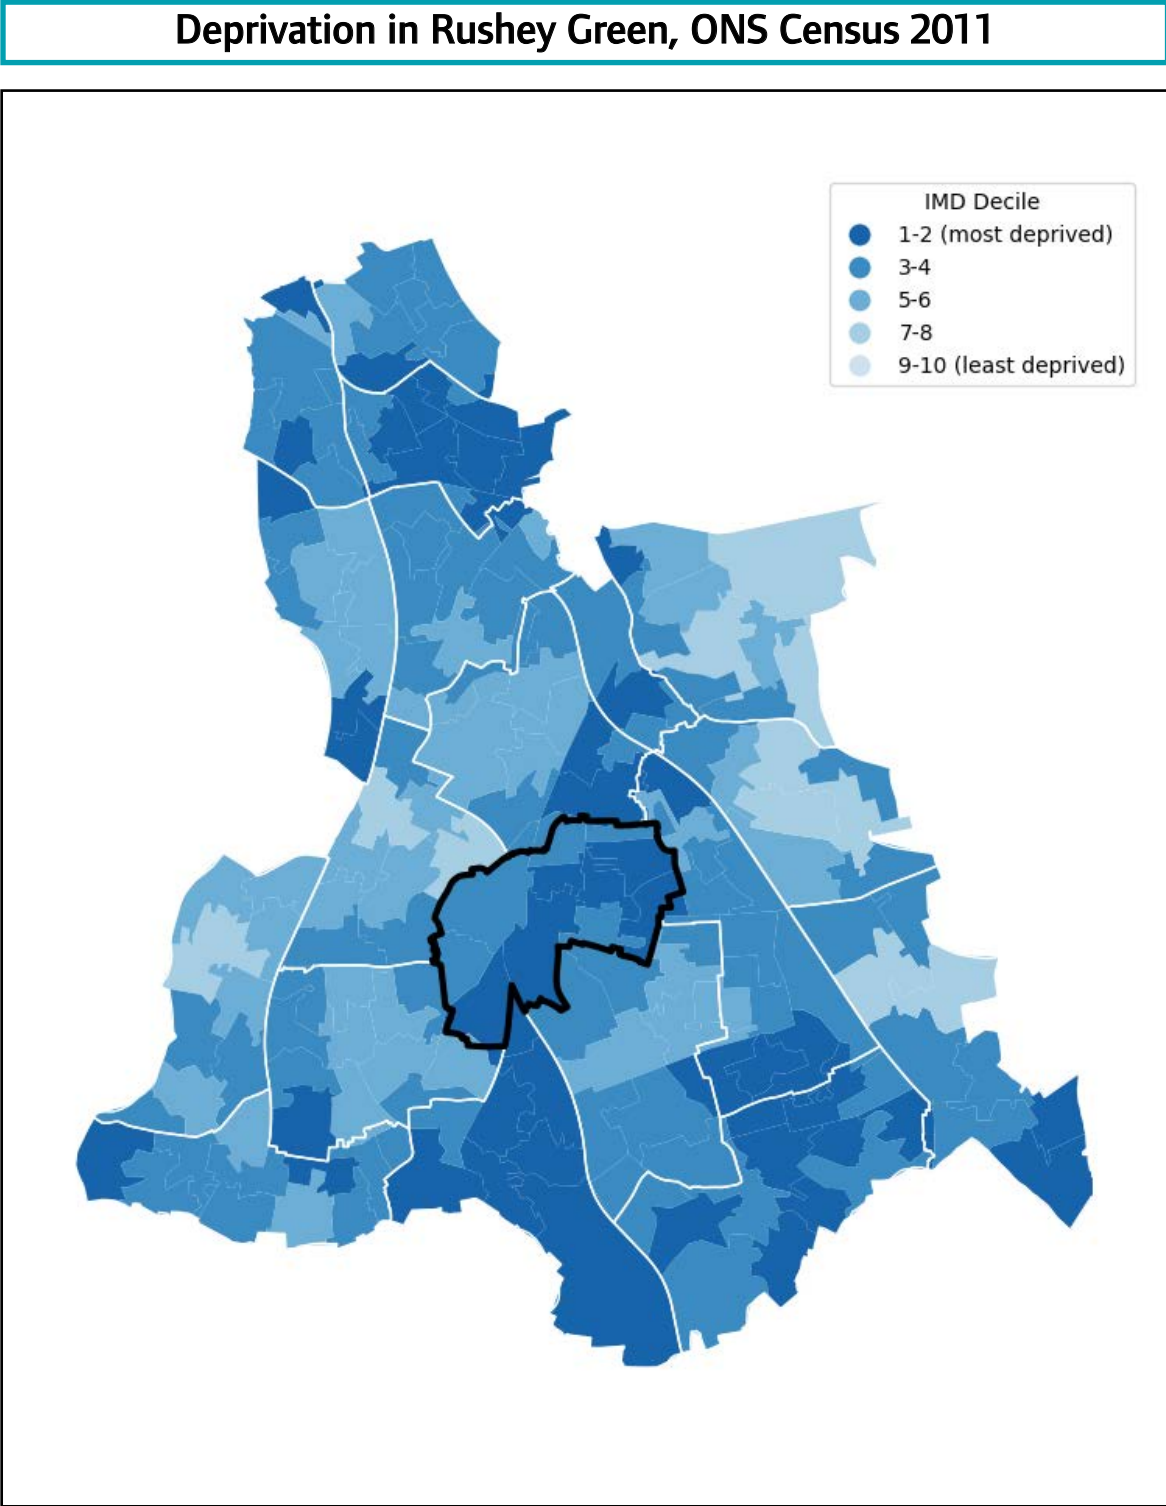 Deprivation in Rushey Green, ONS Census 2011
IMD Decile
1-2 (most deprived)
3-4
5-6
7-8
9-10 (least deprived)